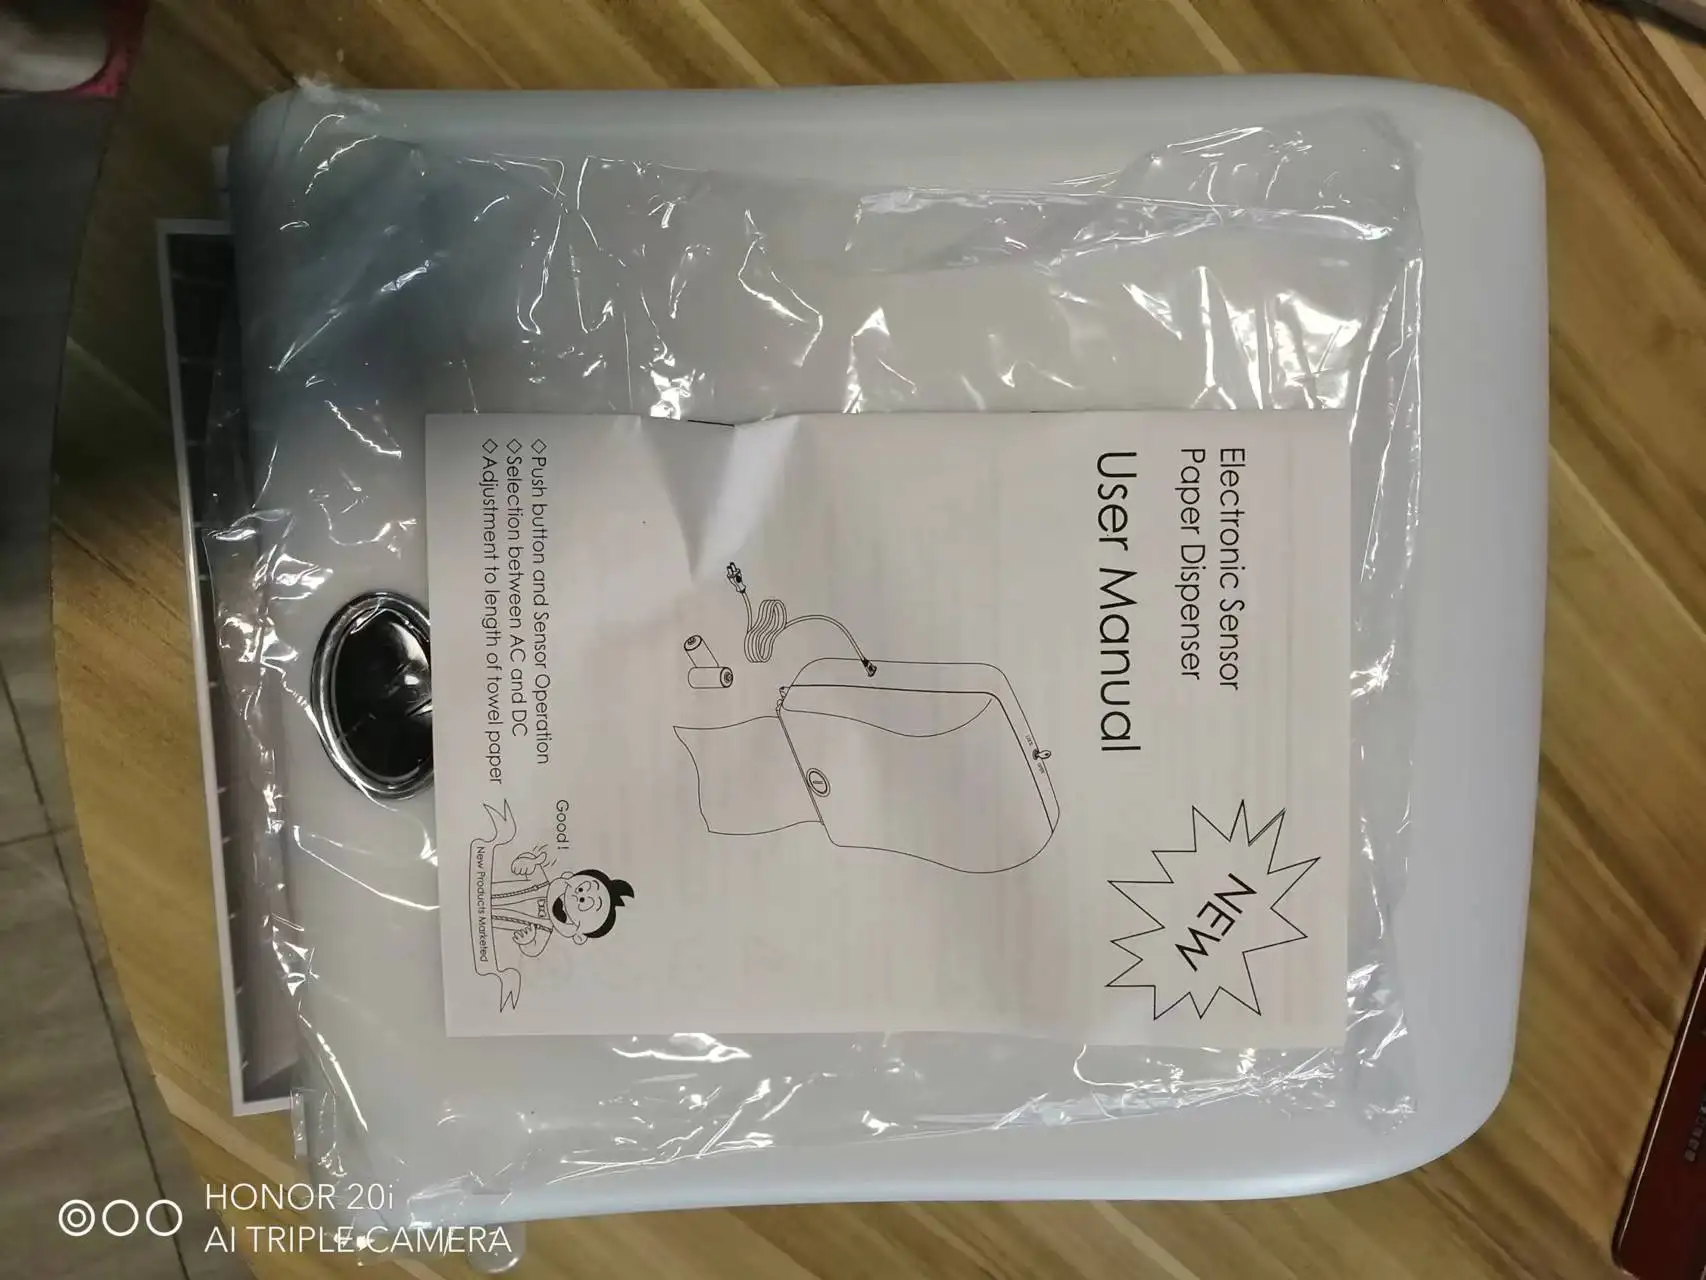 Electronic Sensor
Paper Dispenser
User Manual
NEW
◇Push button and Sensor Operation
◇Selection between AC and DC
◇Adjustment to length of towel paper
Good!
New Products Marketed
HONOR 20i
AI TRIPLE CAMERA